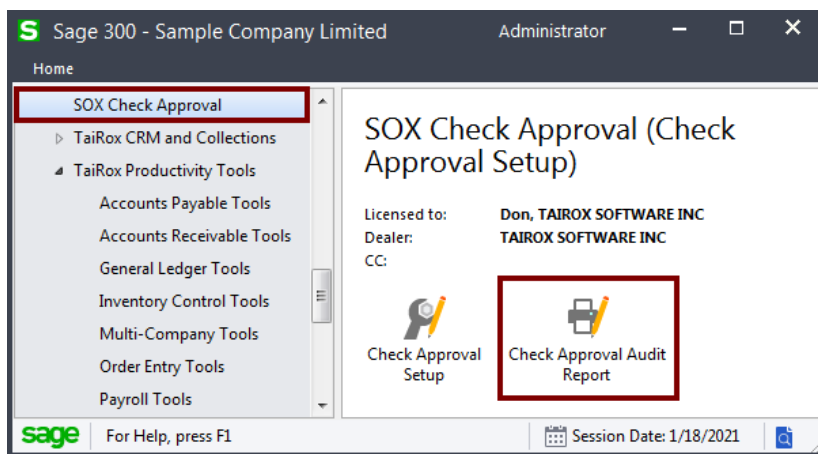 S Sage 300 - Sample Company Limited Administrator
Home
SOX Check Approval
TaiRox CRM and Collections
TaiRox Productivity Tools
Accounts Payable Tools
Accounts Receivable Tools
General Ledger Tools
Inventory Control Tools
Multi-Company Tools
Order Entry Tools
Payroll Tools
SOX Check Approval (Check
Approval Setup)
Licensed to: Don, TAIROX SOFTWARE INC
Dealer: TAIROX SOFTWARE INC
CC:
Check Approval
Setup
Check Approval Audit
Report
sage For Help, press F1 Session Date: 1/18/2021